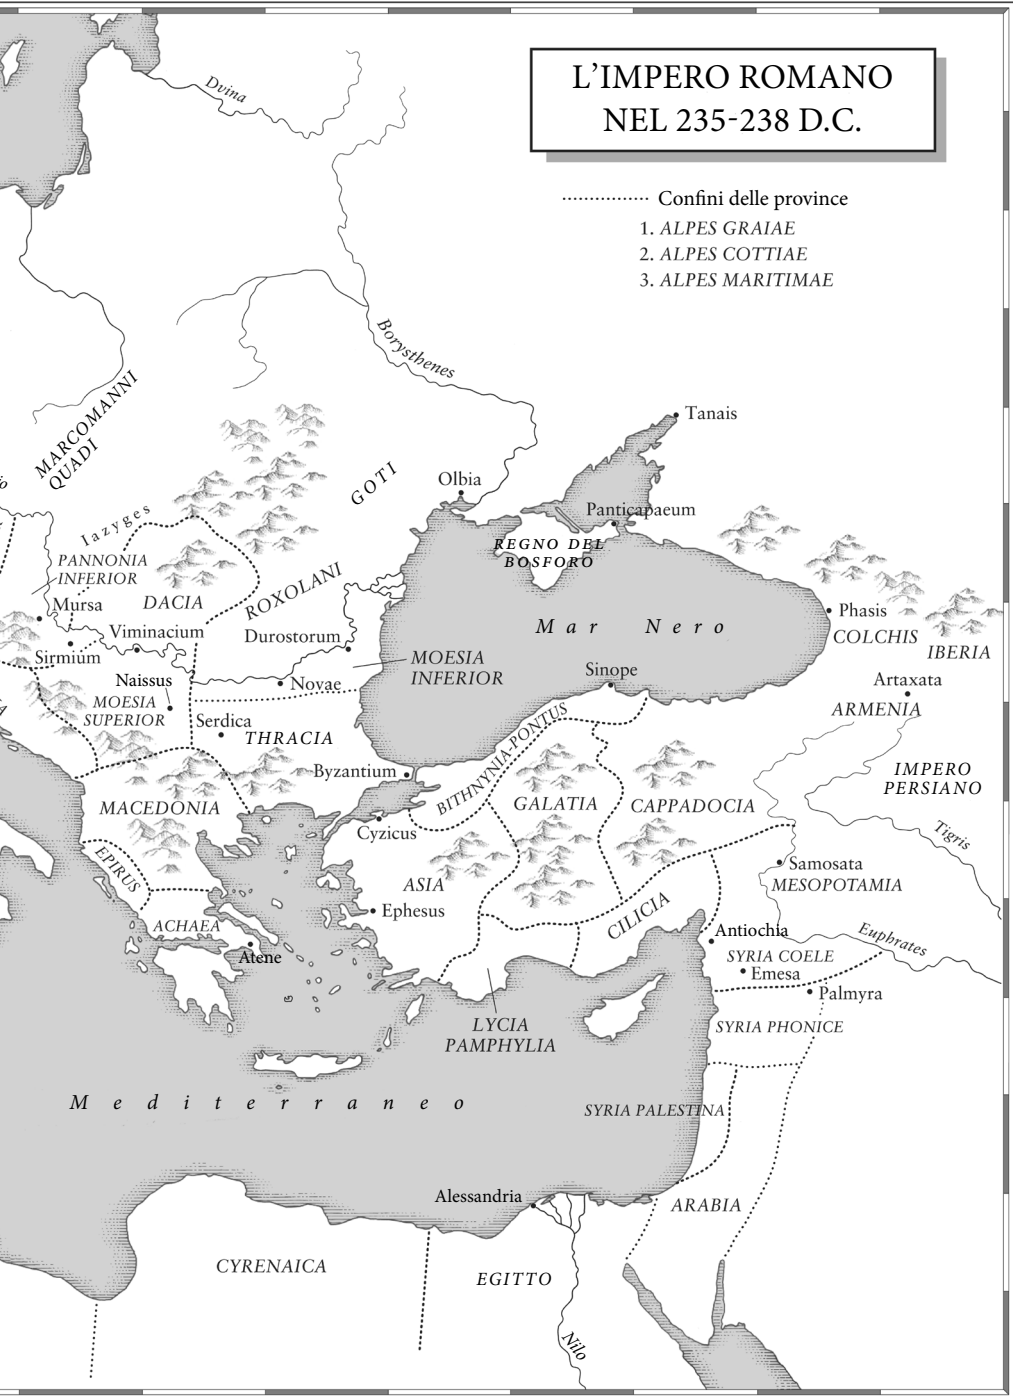 L'IMPERO ROMANO
NEL 235-238 D.C.
Confini delle province
1. ALPES GRAIAE
2. ALPES COTTIAE
3. ALPES MARITIMAE
Dvina
Borysthenes
MARCOMANNI
QUADI
GOTI
Tanais
Olbia
Panticapaeum
REGNO DEL
BOSFORO
Iazyges
PANNONIA
INFERIOR
Mursa
DACIA
ROXOLANI
Viminacium
Durostorum
Sirmium
MOESIA
INFERIOR
Mar Nero
Phasis
COLCHIS
IBERIA
Naissus
Novae
Sinope
Artaxata
MOESIA
SUPERIOR
ARMENIA
Serdica
THRACIA
BITHNYNIA-PONTUS
Byzantium
IMPERO
PERSIANO
MACEDONIA
GALATIA
CAPPADOCIA
Cyzicus
Tigris
EPIRUS
Samosata
MESOPOTAMIA
ASIA
Ephesus
CILICIA
ACHAEA
Antiochia
Euphrates
Atene
SYRIA COELE
Emesa
Palmyra
LYCIA
PAMPHYLIA
SYRIA PHONICE
Mediterraneo
SYRIA PALESTINA
Alessandria
ARABIA
CYRENAICA
EGITTO
Nilo